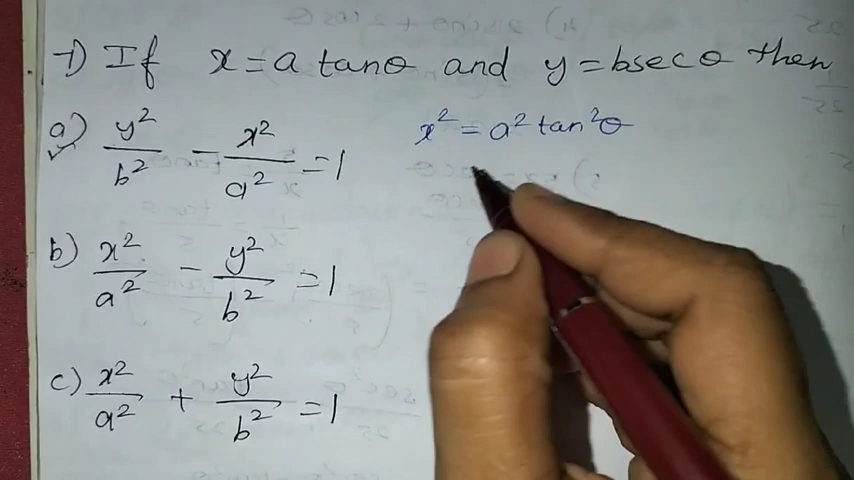 1) If x = a tanθ and y = bsecθ then
a) y²/b² - x²/a² = 1
x² = a² tan²θ
b) x²/a² - y²/b² = 1
c) x²/a² + y²/b² = 1